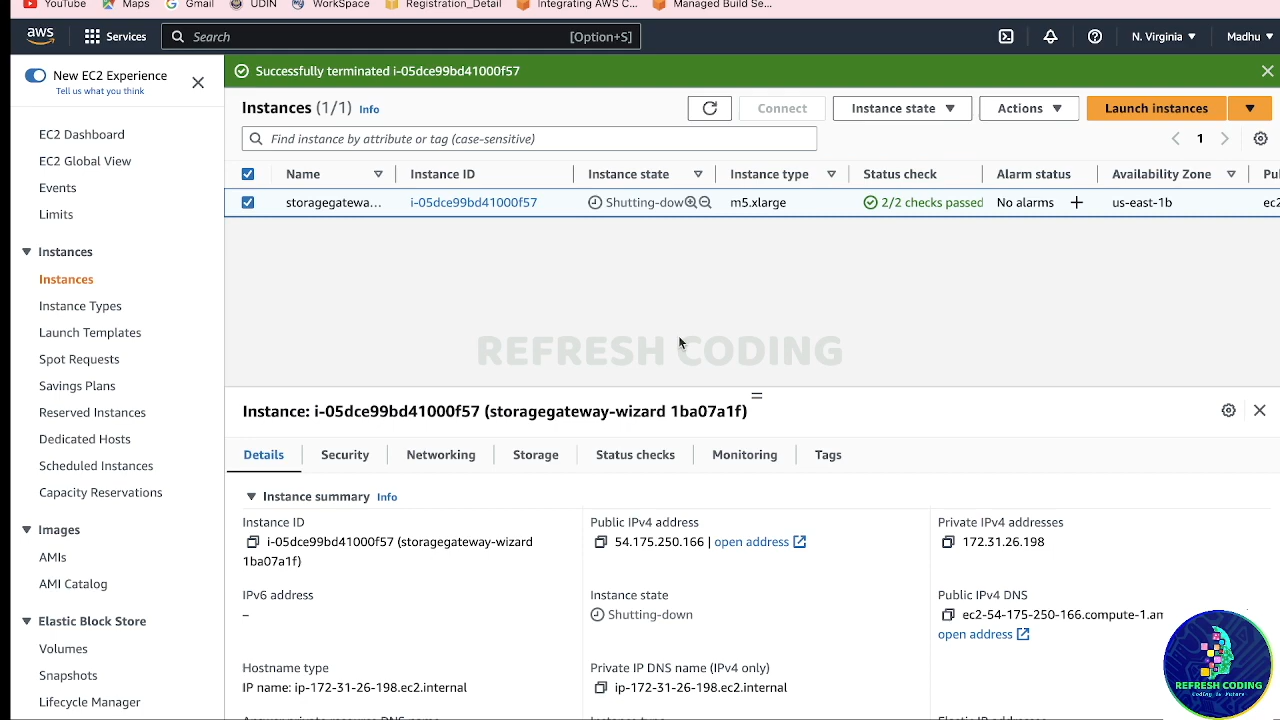 YouTube Maps Gmail UDIN WorkSpace Registration_Detail Integrating AWS C... Managed Build Se...
aws Services Search [Option+S] N. Virginia Madhu
New EC2 Experience
Tell us what you think
Successfully terminated i-05dce99bd41000f57
Instances (1/1) Info Connect Instance state Actions Launch instances
Find instance by attribute or tag (case-sensitive) 1
Name Instance ID Instance state Instance type Status check Alarm status Availability Zone Pu
storagegatewa... i-05dce99bd41000f57 Shutting-dow m5.xlarge 2/2 checks passed No alarms us-east-1b ec2
EC2 Dashboard
EC2 Global View
Events
Limits
Instances
Instances
Instance Types
Launch Templates
Spot Requests
Savings Plans
Reserved Instances
Dedicated Hosts
Scheduled Instances
Capacity Reservations
Images
AMIs
AMI Catalog
Elastic Block Store
Volumes
Snapshots
Lifecycle Manager
REFRESH CODING
Instance: i-05dce99bd41000f57 (storagegateway-wizard 1ba07a1f)
Details Security Networking Storage Status checks Monitoring Tags
Instance summary Info
Instance ID
i-05dce99bd41000f57 (storagegateway-wizard
1ba07a1f)
Public IPv4 address
54.175.250.166 | open address
Private IPv4 addresses
172.31.26.198
IPv6 address
–
Instance state
Shutting-down
Public IPv4 DNS
ec2-54-175-250-166.compute-1.am
open address
Hostname type
IP name: ip-172-31-26-198.ec2.internal
Private IP DNS name (IPv4 only)
ip-172-31-26-198.ec2.internal
REFRESH CODING
Coding is Future